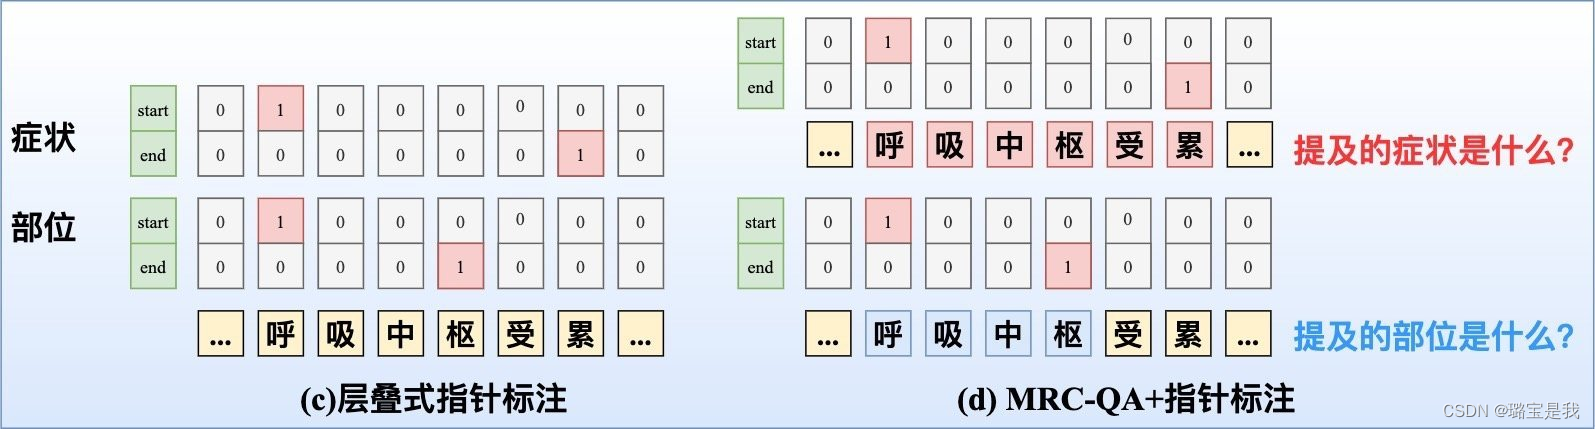 症状
start 0 1 0 0 0 0 0 0
end 0 0 0 0 0 0 1 0
部位
start 0 1 0 0 0 0 0 0
end 0 0 0 0 1 0 0 0
... 呼 吸 中 枢 受 累 ...
(c)层叠式指针标注
start 0 1 0 0 0 0 0 0
end 0 0 0 0 0 0 1 0
... 呼 吸 中 枢 受 累 ...
提及的症状是什么?
start 0 1 0 0 0 0 0 0
end 0 0 0 0 1 0 0 0
... 呼 吸 中 枢 受 累 ...
提及的部位是什么?
(d) MRC-QA+指针标注
CSDN @璐宝是我